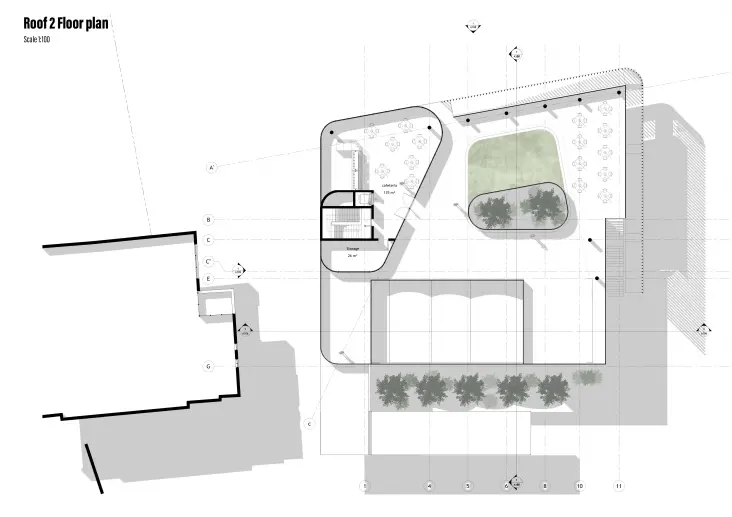 Roof 2 Floor plan
Scale 1:100
A'
cafeteria
125 m²
B
C
Storage
26 m²
C'
E
G
1
4
5
6
8
10
11